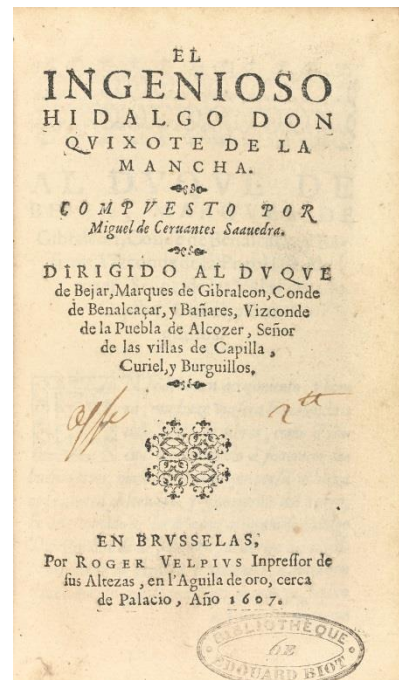 EL
INGENIOSO
HIDALGO DON
QVIXOTE DE LA
MANCHA.
COMPVESTO POR
Miguel de Ceruantes Saauedra.
DIRIGIDO AL DVQVE
de Bejar, Marques de Gibraleon, Conde
de Benalcaçar, y Bañares, Vizconde
de la Puebla de Alcozer, Señor
de las villas de Capilla,
Curiel, y Burguillos.
EN BRVSSELAS,
Por ROGER VELPIVS Inpreſſor de
ſus Altezas, en l'Aguila de oro, cerca
de Palacio, Año 1607.
BIBLIOTHEQUE
EDOUARD BIOT